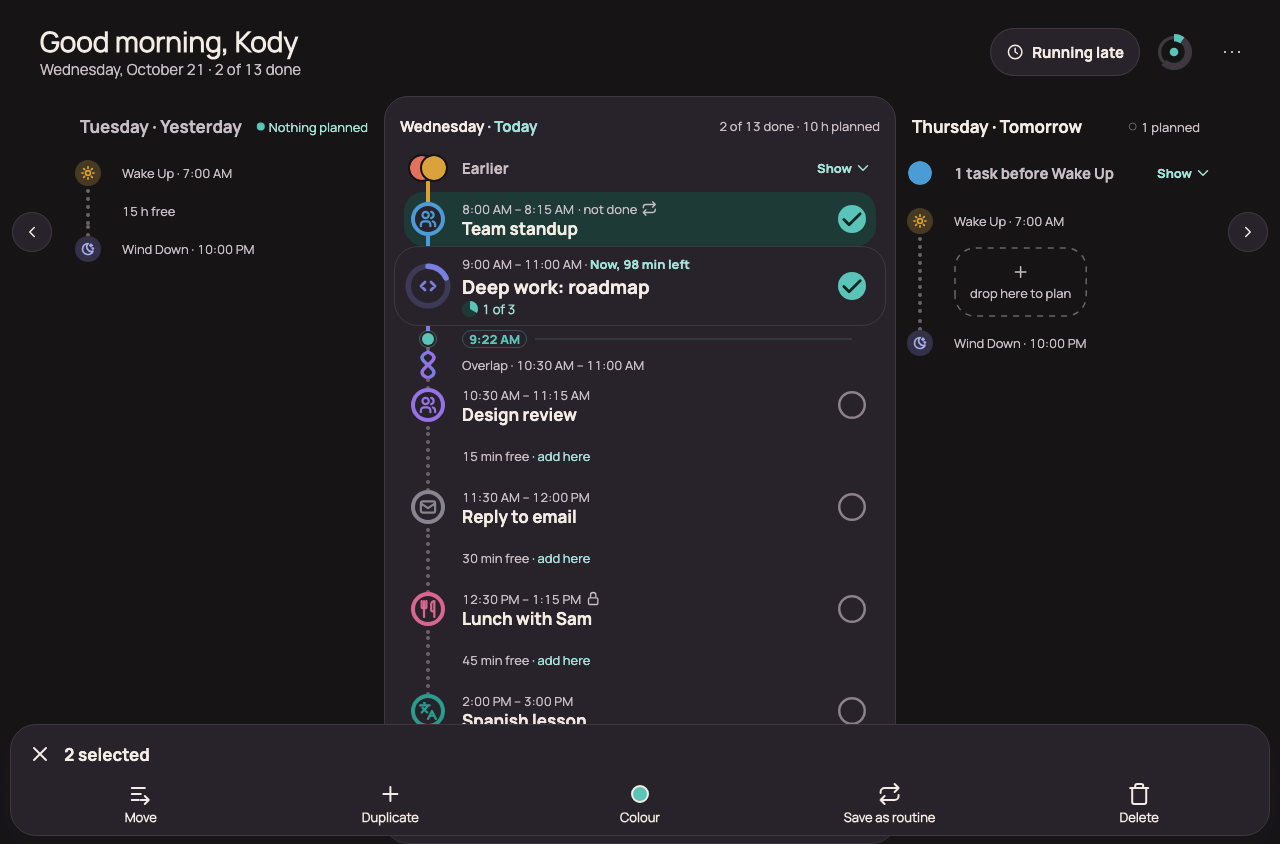 Good morning, Kody
Wednesday, October 21 · 2 of 13 done
Running late
Tuesday · Yesterday
Nothing planned
Wake Up · 7:00 AM
15 h free
Wind Down · 10:00 PM
Wednesday · Today
2 of 13 done · 10 h planned
Earlier
Show
8:00 AM – 8:15 AM · not done
Team standup
9:00 AM – 11:00 AM · Now, 98 min left
Deep work: roadmap
1 of 3
9:22 AM
Overlap · 10:30 AM – 11:00 AM
10:30 AM – 11:15 AM
Design review
15 min free · add here
11:30 AM – 12:00 PM
Reply to email
30 min free · add here
12:30 PM – 1:15 PM
Lunch with Sam
45 min free · add here
2:00 PM – 3:00 PM
Spanish lesson
Thursday · Tomorrow
1 planned
1 task before Wake Up
Show
Wake Up · 7:00 AM
drop here to plan
Wind Down · 10:00 PM
2 selected
Move
Duplicate
Colour
Save as routine
Delete